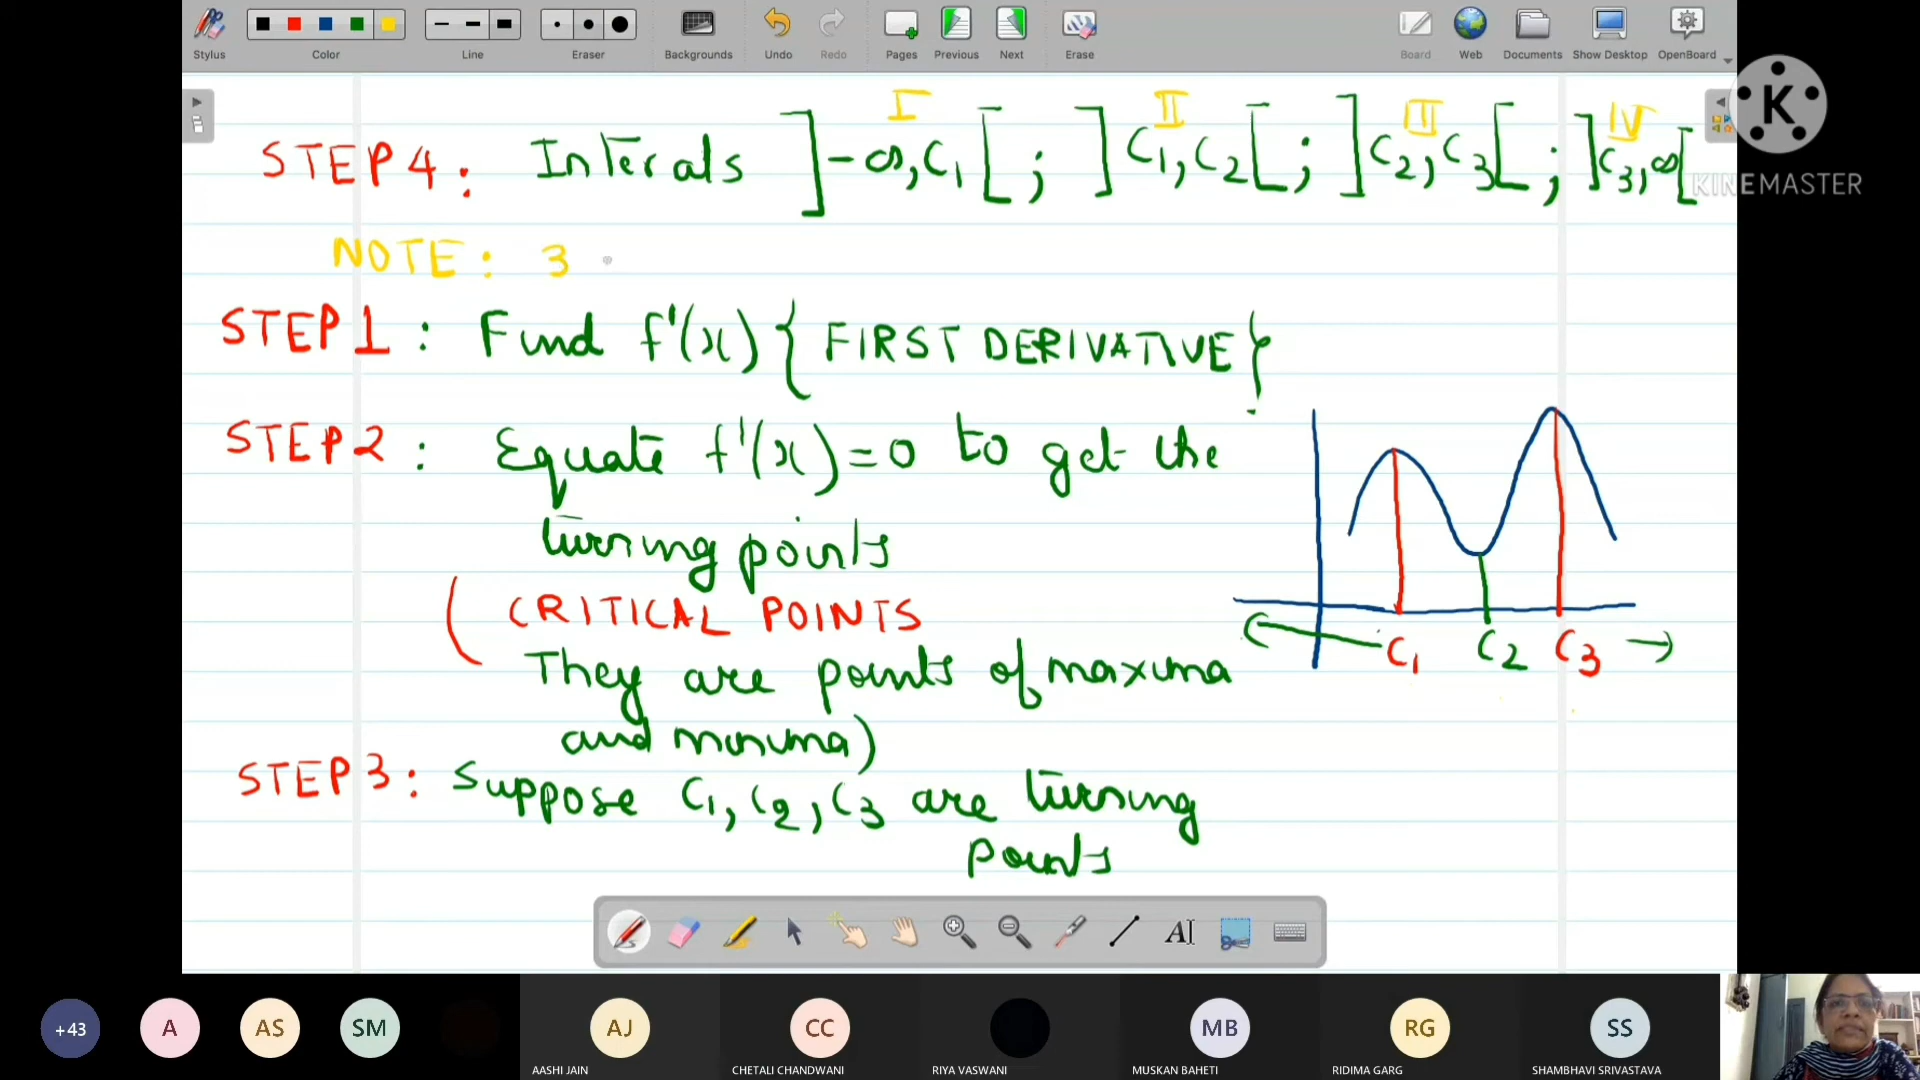 Stylus Color Line Eraser Backgrounds Undo Redo Pages Previous Next Erase Board Web Documents Show Desktop OpenBoard
K
KINEMASTER
I II III IV
STEP 4 : Interals ]-∞,C1[ ; ]C1,C2[ ; ]C2,C3[ ; ]C3,∞[
NOTE : 3
STEP 1 : Find f'(x) { FIRST DERIVATIVE }
STEP 2 : Equate f'(x)=0 to get the
turning points
( CRITICAL POINTS
They are points of maxima
and minima)
C1 C2 C3
STEP 3 : Suppose C1, C2, C3 are turning
points
AI
+43 A AS SM AJ CC MB RG SS
AASHI JAIN CHETALI CHANDWANI RIYA VASWANI MUSKAN BAHETI RIDIMA GARG SHAMBHAVI SRIVASTAVA